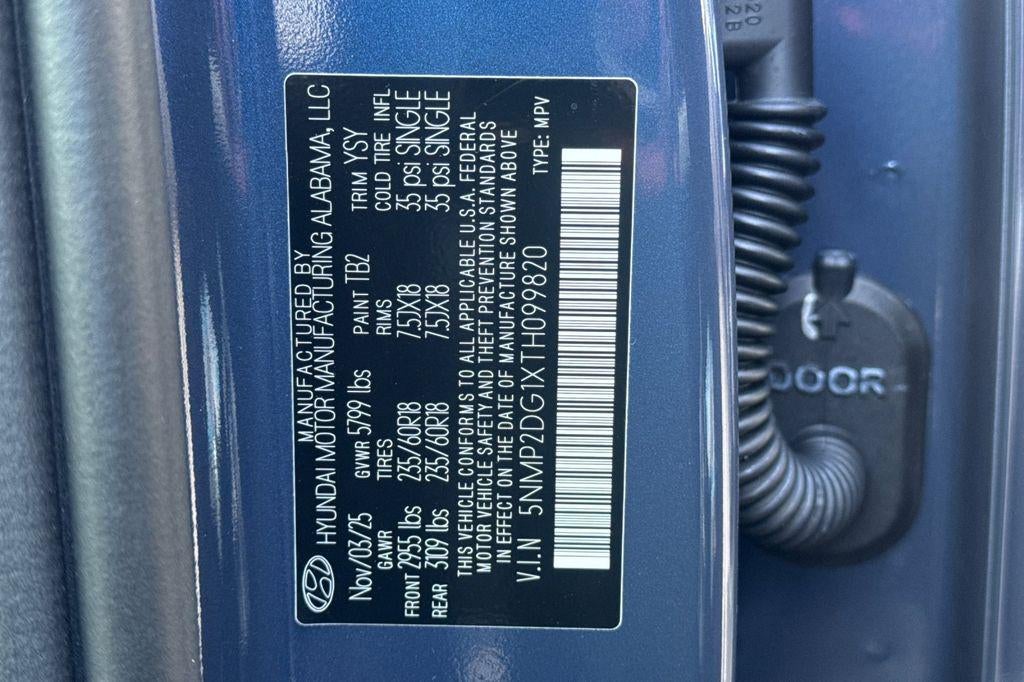 MANUFACTURED BY
HYUNDAI MOTOR MANUFACTURING ALABAMA, LLC
Nov/03/25 GVWR 5799 lbs PAINT TB2 TRIM YSY
GAWR TIRES RIMS COLD TIRE INFL
FRONT 2955 lbs 235/60R18 7.5JX18 35 psi SINGLE
REAR 3109 lbs 235/60R18 7.5JX18 35 psi SINGLE
THIS VEHICLE CONFORMS TO ALL APPLICABLE U.S.A. FEDERAL
MOTOR VEHICLE SAFETY AND THEFT PREVENTION STANDARDS
IN EFFECT ON THE DATE OF MANUFACTURE SHOWN ABOVE
V.I.N 5NMP2DG1XTH099820 TYPE: MPV
DOOR